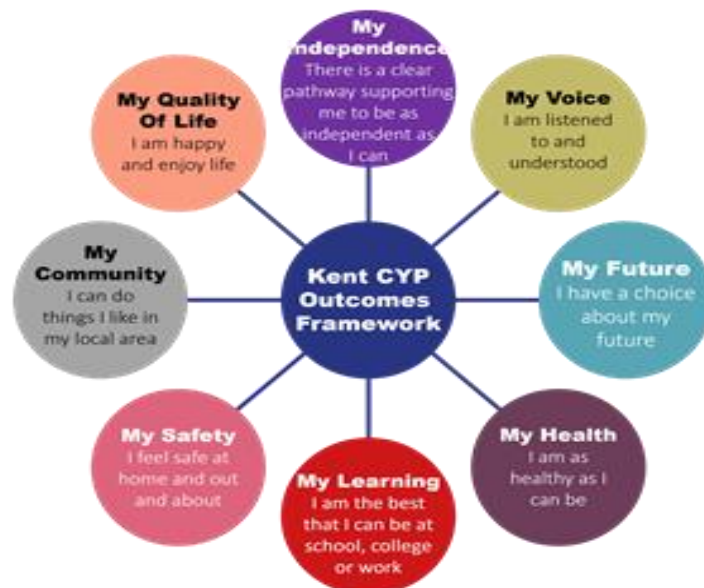 My
Independence
There is a clear
pathway supporting
me to be as
independent as
I can
My Voice
I am listened
to and
understood
My Future
I have a choice
about my
future
My Health
I am as
healthy as I
can be
My Learning
I am the best
that I can be at
school, college
or work
My Safety
I feel safe at
home and out
and about
My
Community
I can do
things I like in
my local area
My Quality
Of Life
I am happy
and enjoy life
Kent CYP
Outcomes
Framework